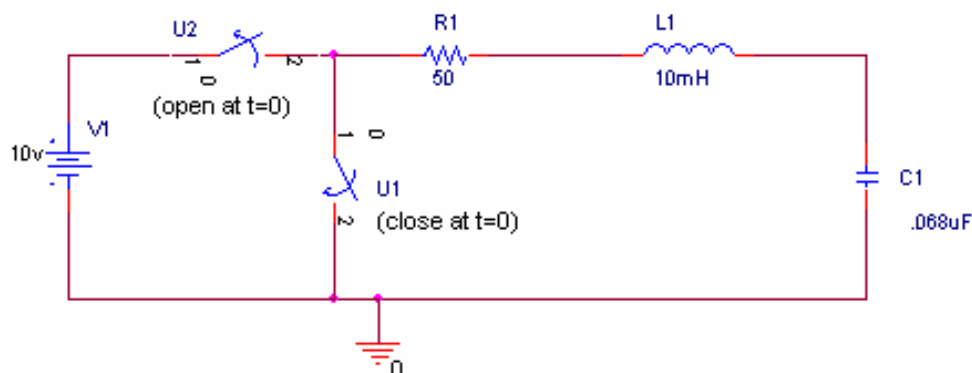 U2
R1
L1
1
0
2
50
10mH
(open at t=0)
V1
10v
1
0
U1
2
(close at t=0)
C1
.068uF
0